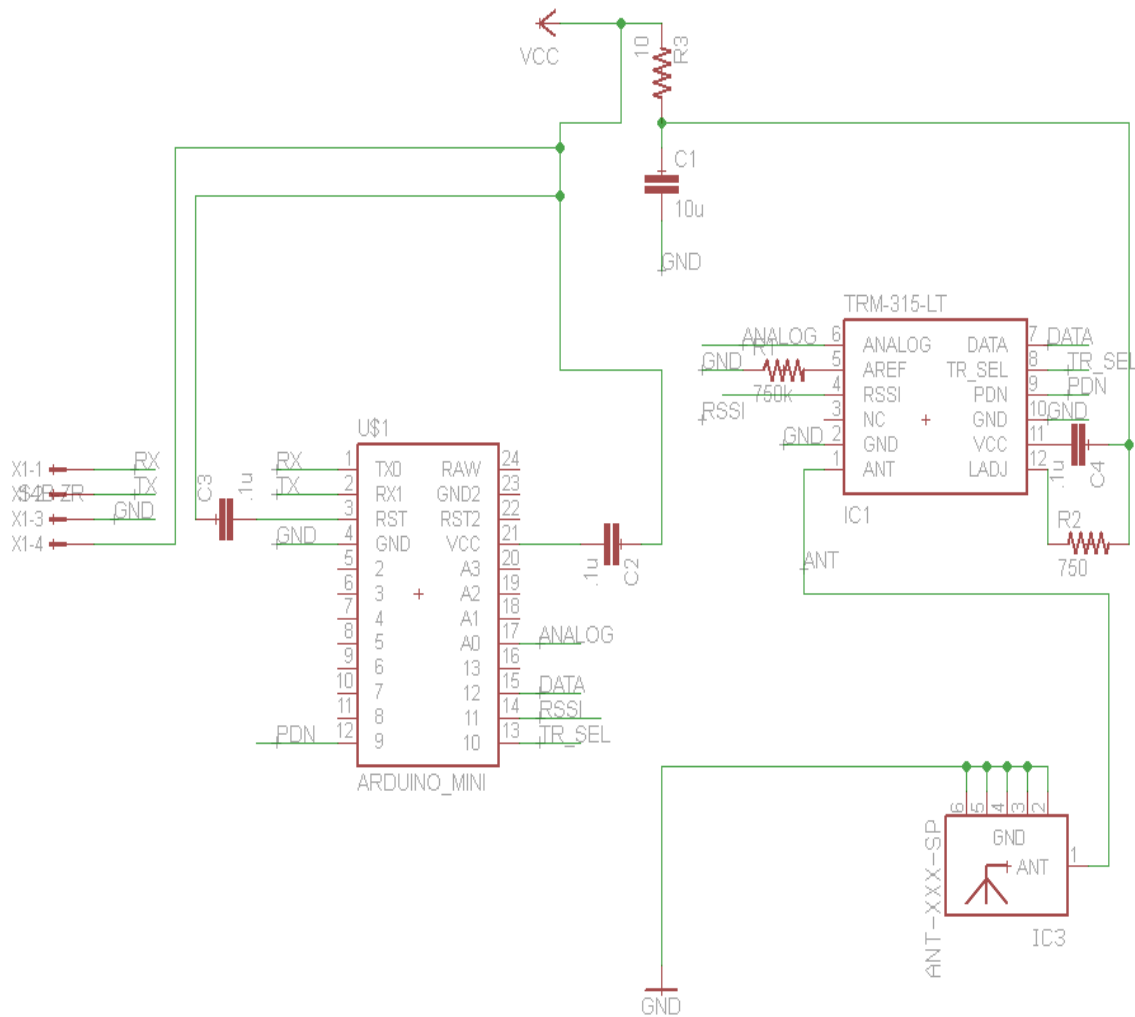 VCC
10
R3
C1
10u
GND
TRM-315-LT
ANALOG 6 ANALOG DATA 7 DATA
GND R1 750k 5 AREF TR_SEL 8 TR_SEL
RSSI 4 RSSI PDN 9 PDN
3 NC GND 10 GND
GND 2 GND VCC 11
1 ANT LADJ 12
.1u
C4
IC1
R2
750
ANT
U$1
X1-1 RX
TX
X1-3 GND
X1-4
C3
.1u
RX 1 TX0 RAW 24
TX 2 RX1 GND2 23
3 RST RST2 22
GND 4 GND VCC 21
5 2 A3 20
6 3 A2 19
7 4 A1 18
8 5 A0 17 ANALOG
9 6 13 16
10 7 12 15 DATA
11 8 11 14 RSSI
PDN 12 9 10 13 TR_SEL
ARDUINO_MINI
.1u
C2
6 5 4 3 2
GND
ANT 1
ANT-XXX-SP
IC3
GND